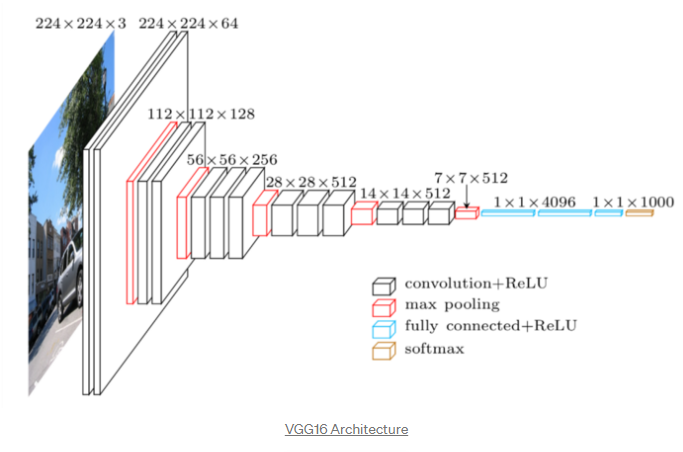 224×224×3 224×224×64
112×112×128
56×56×256
28×28×512
14×14×512
7×7×512
1×1×4096 1×1×1000
convolution+ReLU
max pooling
fully connected+ReLU
softmax
VGG16 Architecture